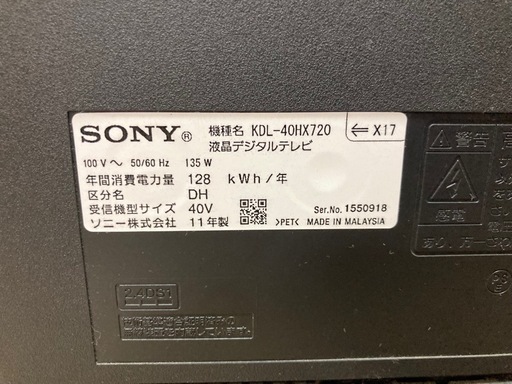 SONY® 機種名 KDL-40HX720 ⇐ X17
液晶デジタルテレビ
100 V～ 50/60 Hz 135 W
年間消費電力量 128 kWh/年
区分名 DH
受信機型サイズ 40V
ソニー株式会社 11年製
Ser.No. 1550918
>PET< MADE IN MALAYSIA
警告 高